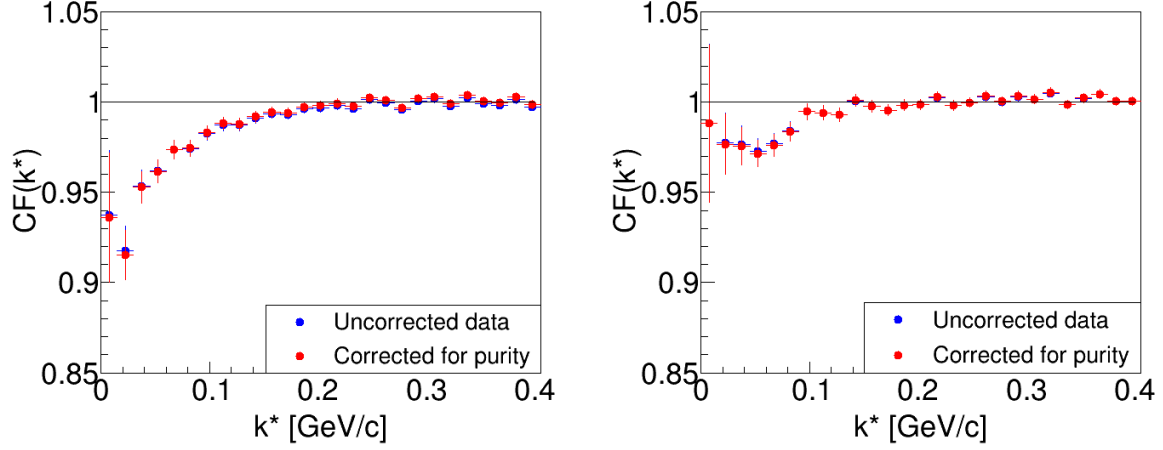 1.05
1
0.95
0.9
0.85
CF(k*)
0
0.1
0.2
0.3
0.4
k* [GeV/c]
Uncorrected data
Corrected for purity
1.05
1
0.95
0.9
0.85
CF(k*)
0
0.1
0.2
0.3
0.4
k* [GeV/c]
Uncorrected data
Corrected for purity